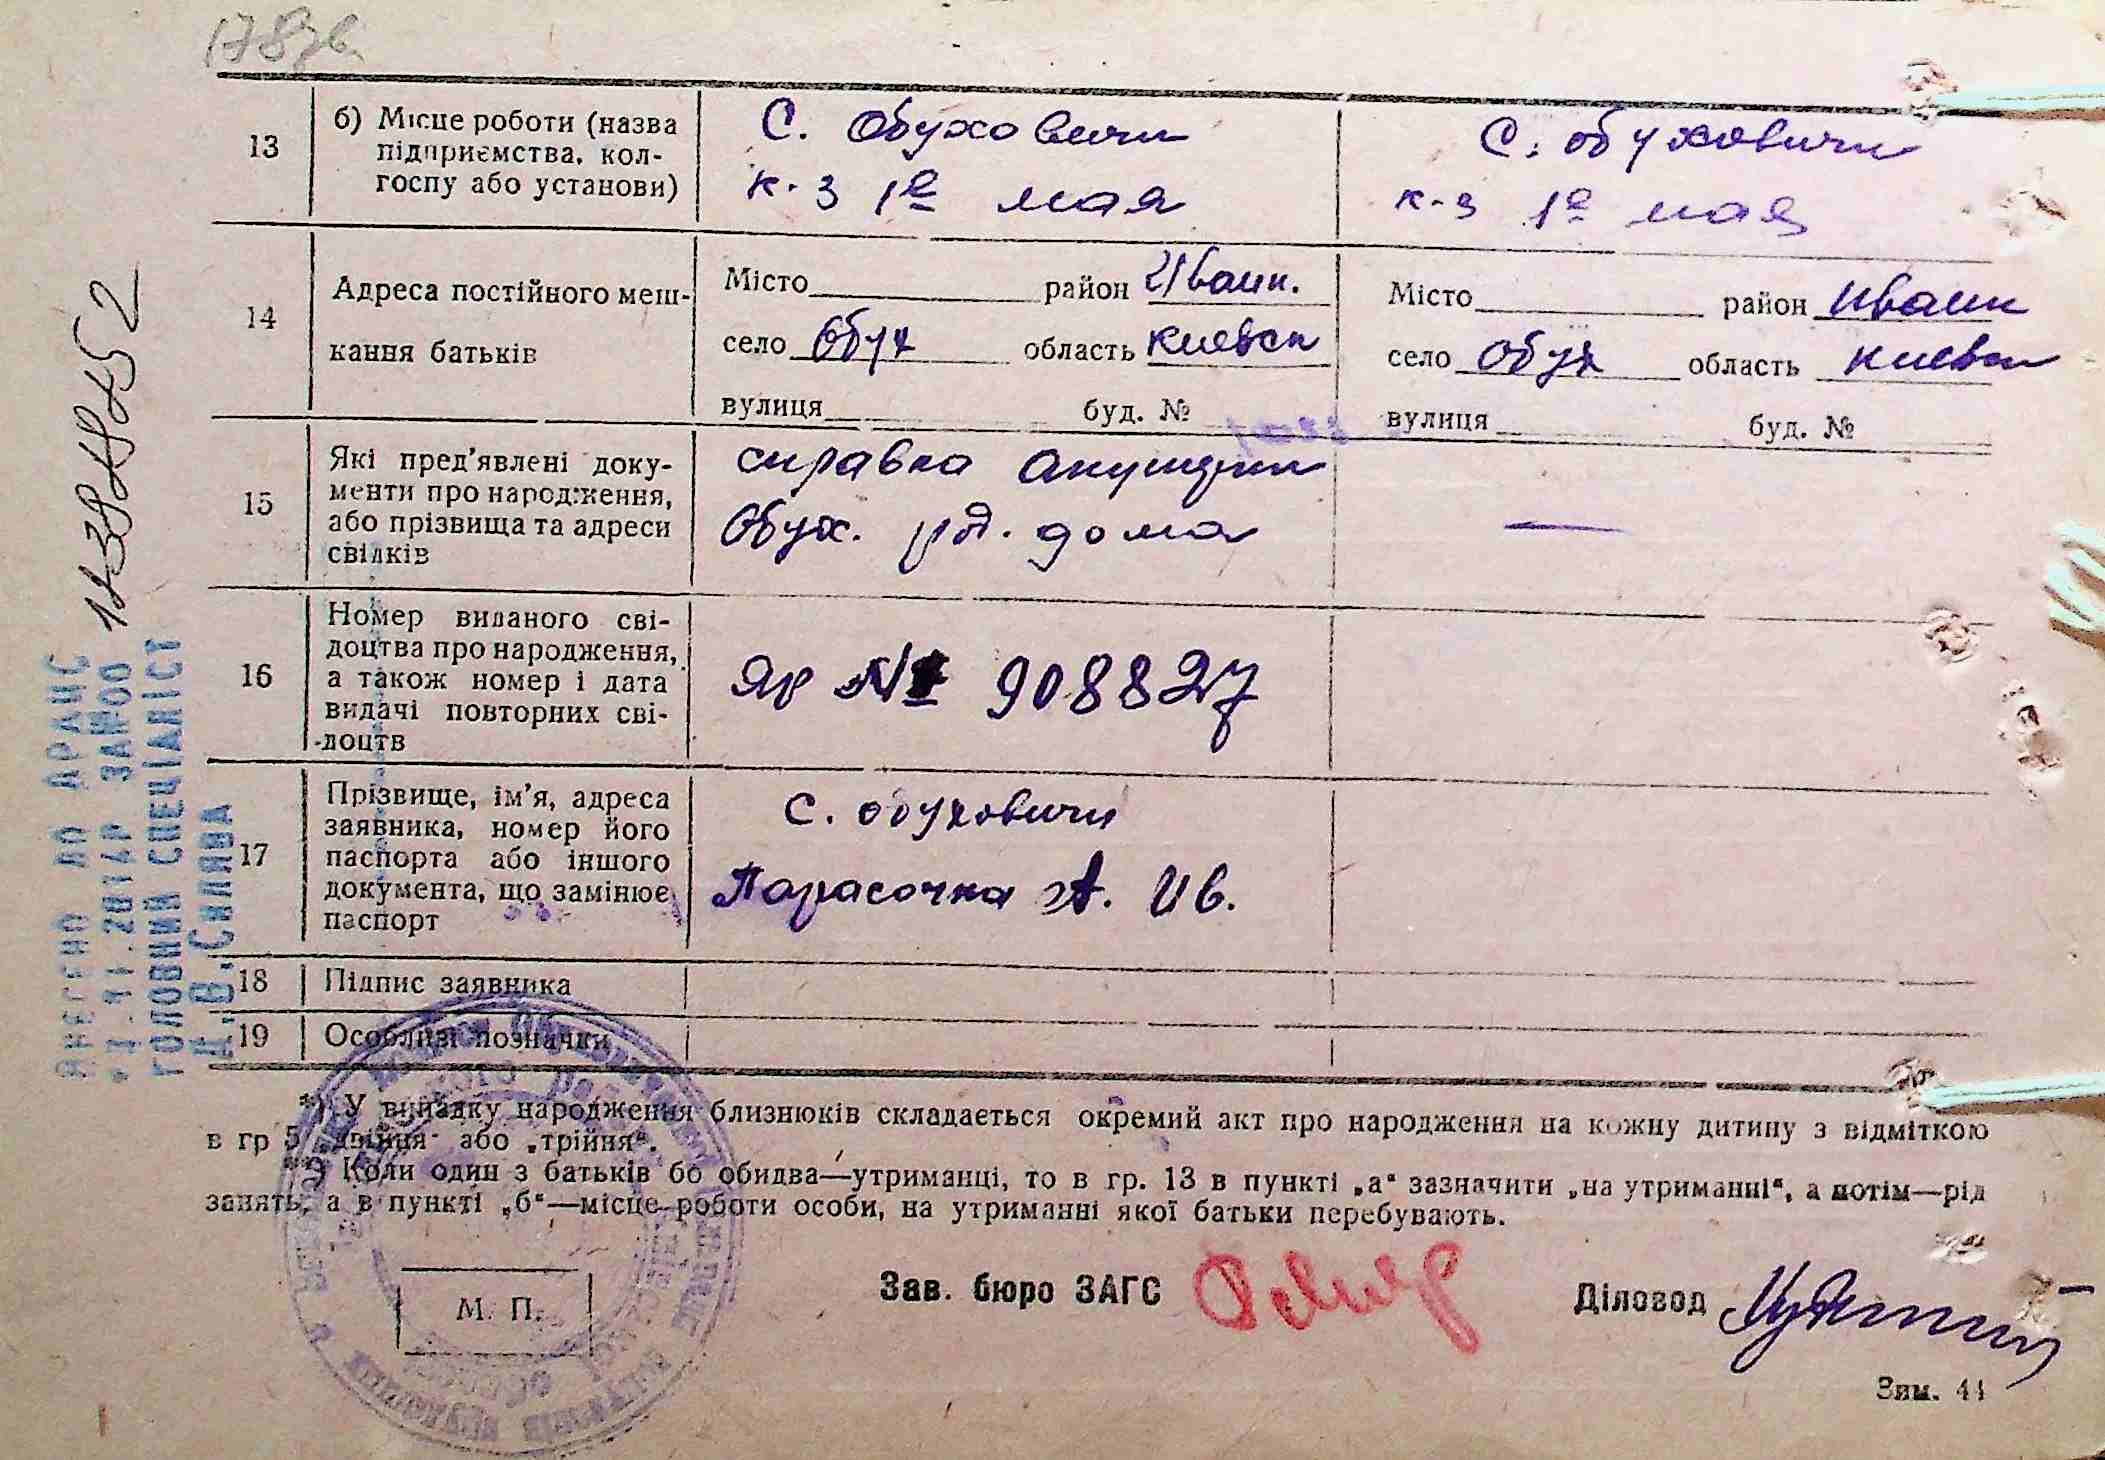 178зв.
13
б) Місце роботи (назва
підприємства, кол-
госпу або установи)
С. Обуховичи
к-з 1е мая
С. Обуховичи
к-з 1е мая
14
Адреса постійного меш-
кання батьків
Місто район Иванк.
село Обух область Киевск
вулиця буд. №
Місто район Иванк
село Обух область Киевск
вулиця буд. №
15
Які пред'явлені доку-
менти про народження,
або прізвища та адреси
свідків
справка акушерки
Обух. дома
—
16
Номер виданого сві-
доцтва про народження,
а також номер і дата
видачі повторних сві-
доцтв
Яр № 908827
17
Прізвище, ім'я, адреса
заявника, номер його
паспорта або іншого
документа, що замінює
паспорт
С. Обуховичи
Парасочка А. Ив.
18
Підпис заявника
19
Особливі позначки
*) У випадку народження близнюків складається окремий акт про народження на кожну дитину з відміткою
в гр 5 „двійня" або „трійня".
**) Коли один з батьків бо обидва—утриманці, то в гр. 13 в пункті „а" зазначити „на утриманні", а потім—рід
занять, а в пункті „б"—місце роботи особи, на утриманні якої батьки перебувають.
М. П.
Зав. бюро ЗАГС
Діловод
Зим. 44
ВНЕСЕНО ДО ДРАЦС
ГОЛОВНИЙ СПЕЦІАЛІСТ